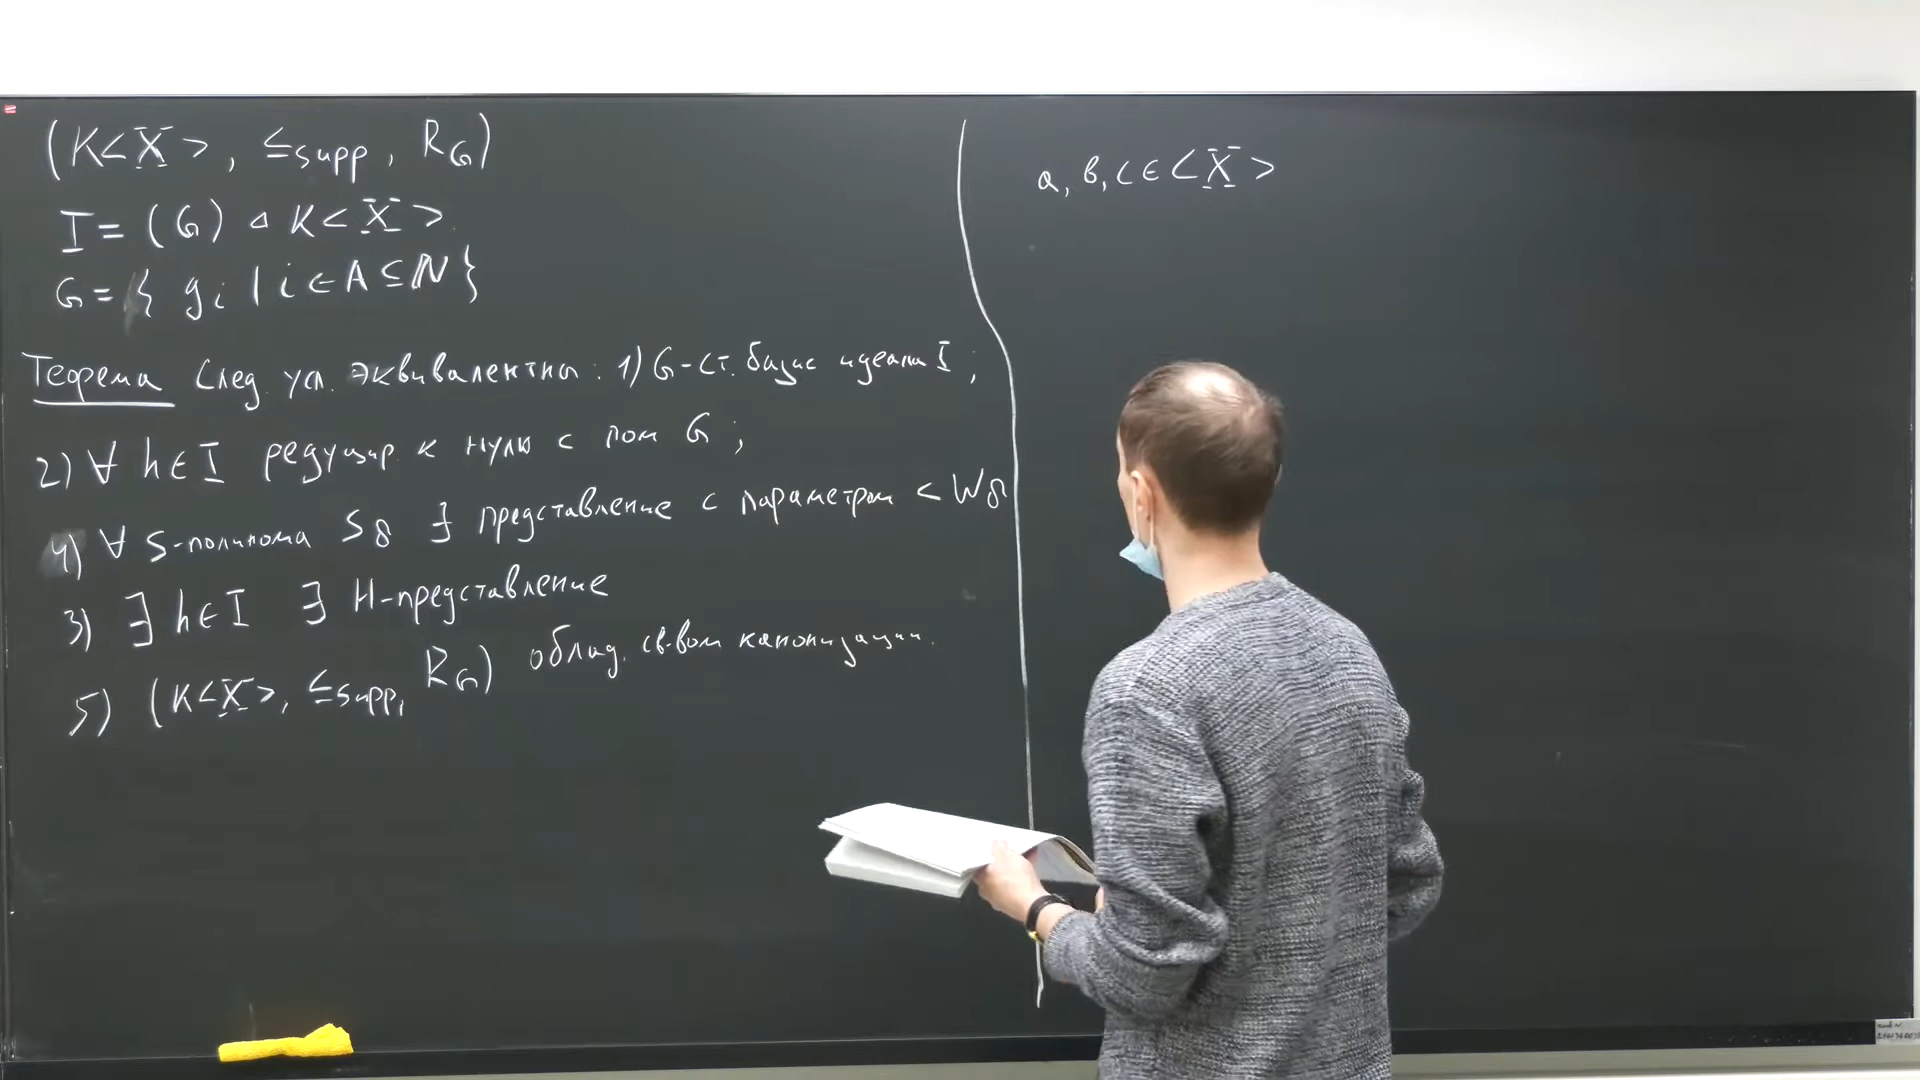 (K<X>, ≤supp, R_G)
I = (G) ⊲ K<X>.
G = { g_i | i ∈ A ⊆ ℕ }
Теорема След. усл. эквивалентны: 1) G-ст. базис идеала I;
2) ∀ h ∈ I редуцир. к нулю с пом G;
4) ∀ S-полинома S_δ ∃ представление с параметром < W_δ
3) ∃ h ∈ I ∃ H-представление
5) (K<X>, ≤supp, R_G) облад. св-вом канонизации.
a, b, c ∈ <X>